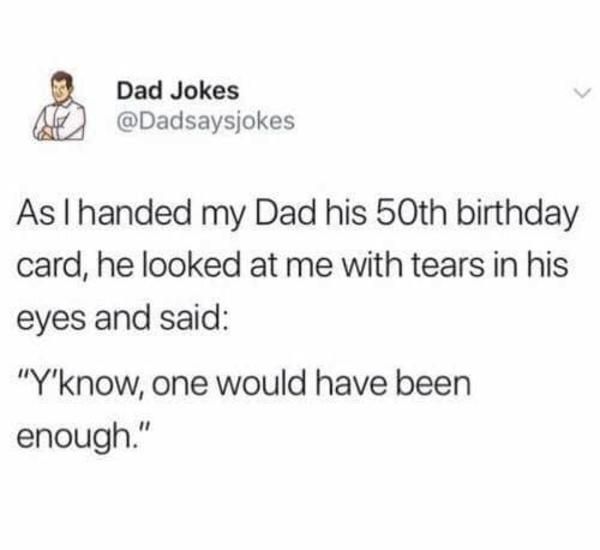 Dad Jokes
@Dadsaysjokes
As I handed my Dad his 50th birthday
card, he looked at me with tears in his
eyes and said:
"Y'know, one would have been
enough."